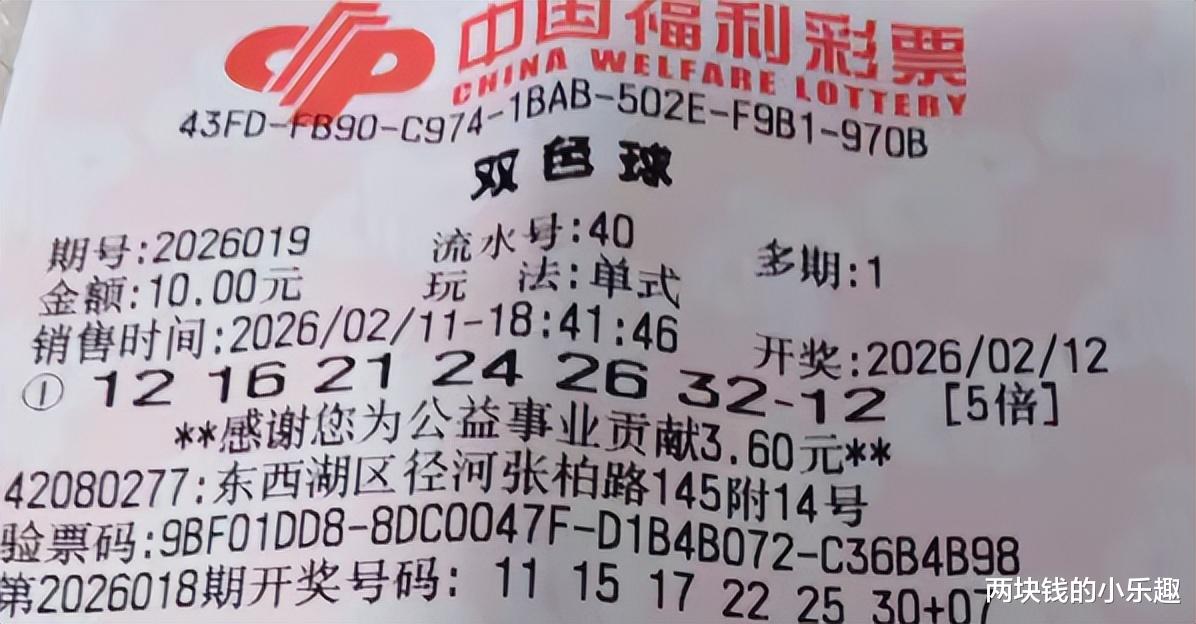 中国福利彩票
CHINA WELFARE LOTTERY
43FD-FB90-C974-1BAB-502E-F9B1-970B
双色球
期号:2026019 流水号:40 多期:1
金额:10.00元 玩 法:单式
销售时间:2026/02/11-18:41:46 开奖:2026/02/12
① 12 16 21 24 26 32-12 [5倍]
**感谢您为公益事业贡献3.60元**
42080277:东西湖区径河张柏路145附14号
验票码:9BF01DD8-8DC0047F-D1B4B072-C36B4B98
第2026018期开奖号码: 11 15 17 22 25 30+07
两块钱的小乐趣